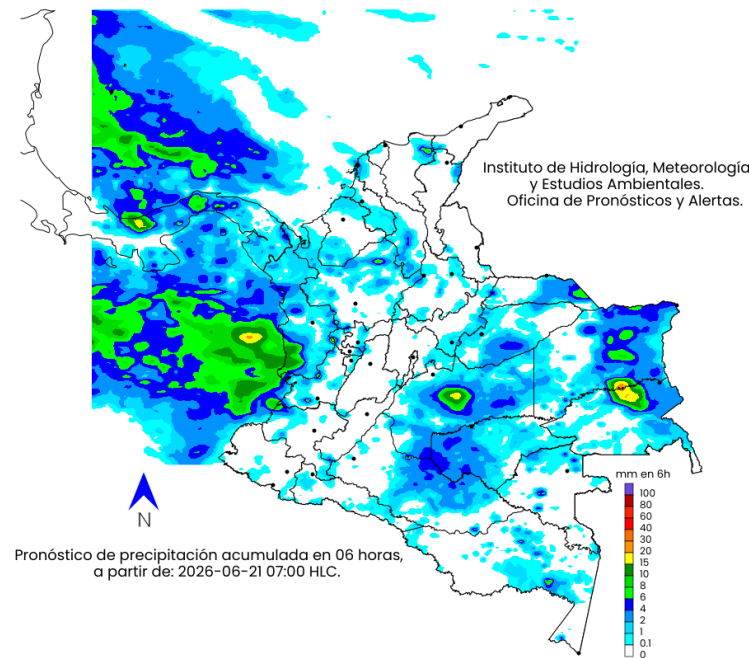 Instituto de Hidrología, Meteorología
y Estudios Ambientales.
Oficina de Pronósticos y Alertas.
mm en 6h
100
80
60
40
30
20
15
10
8
6
4
2
1
0.1
0
N
Pronóstico de precipitación acumulada en 06 horas,
a partir de: 2026-06-21 07:00 HLC.